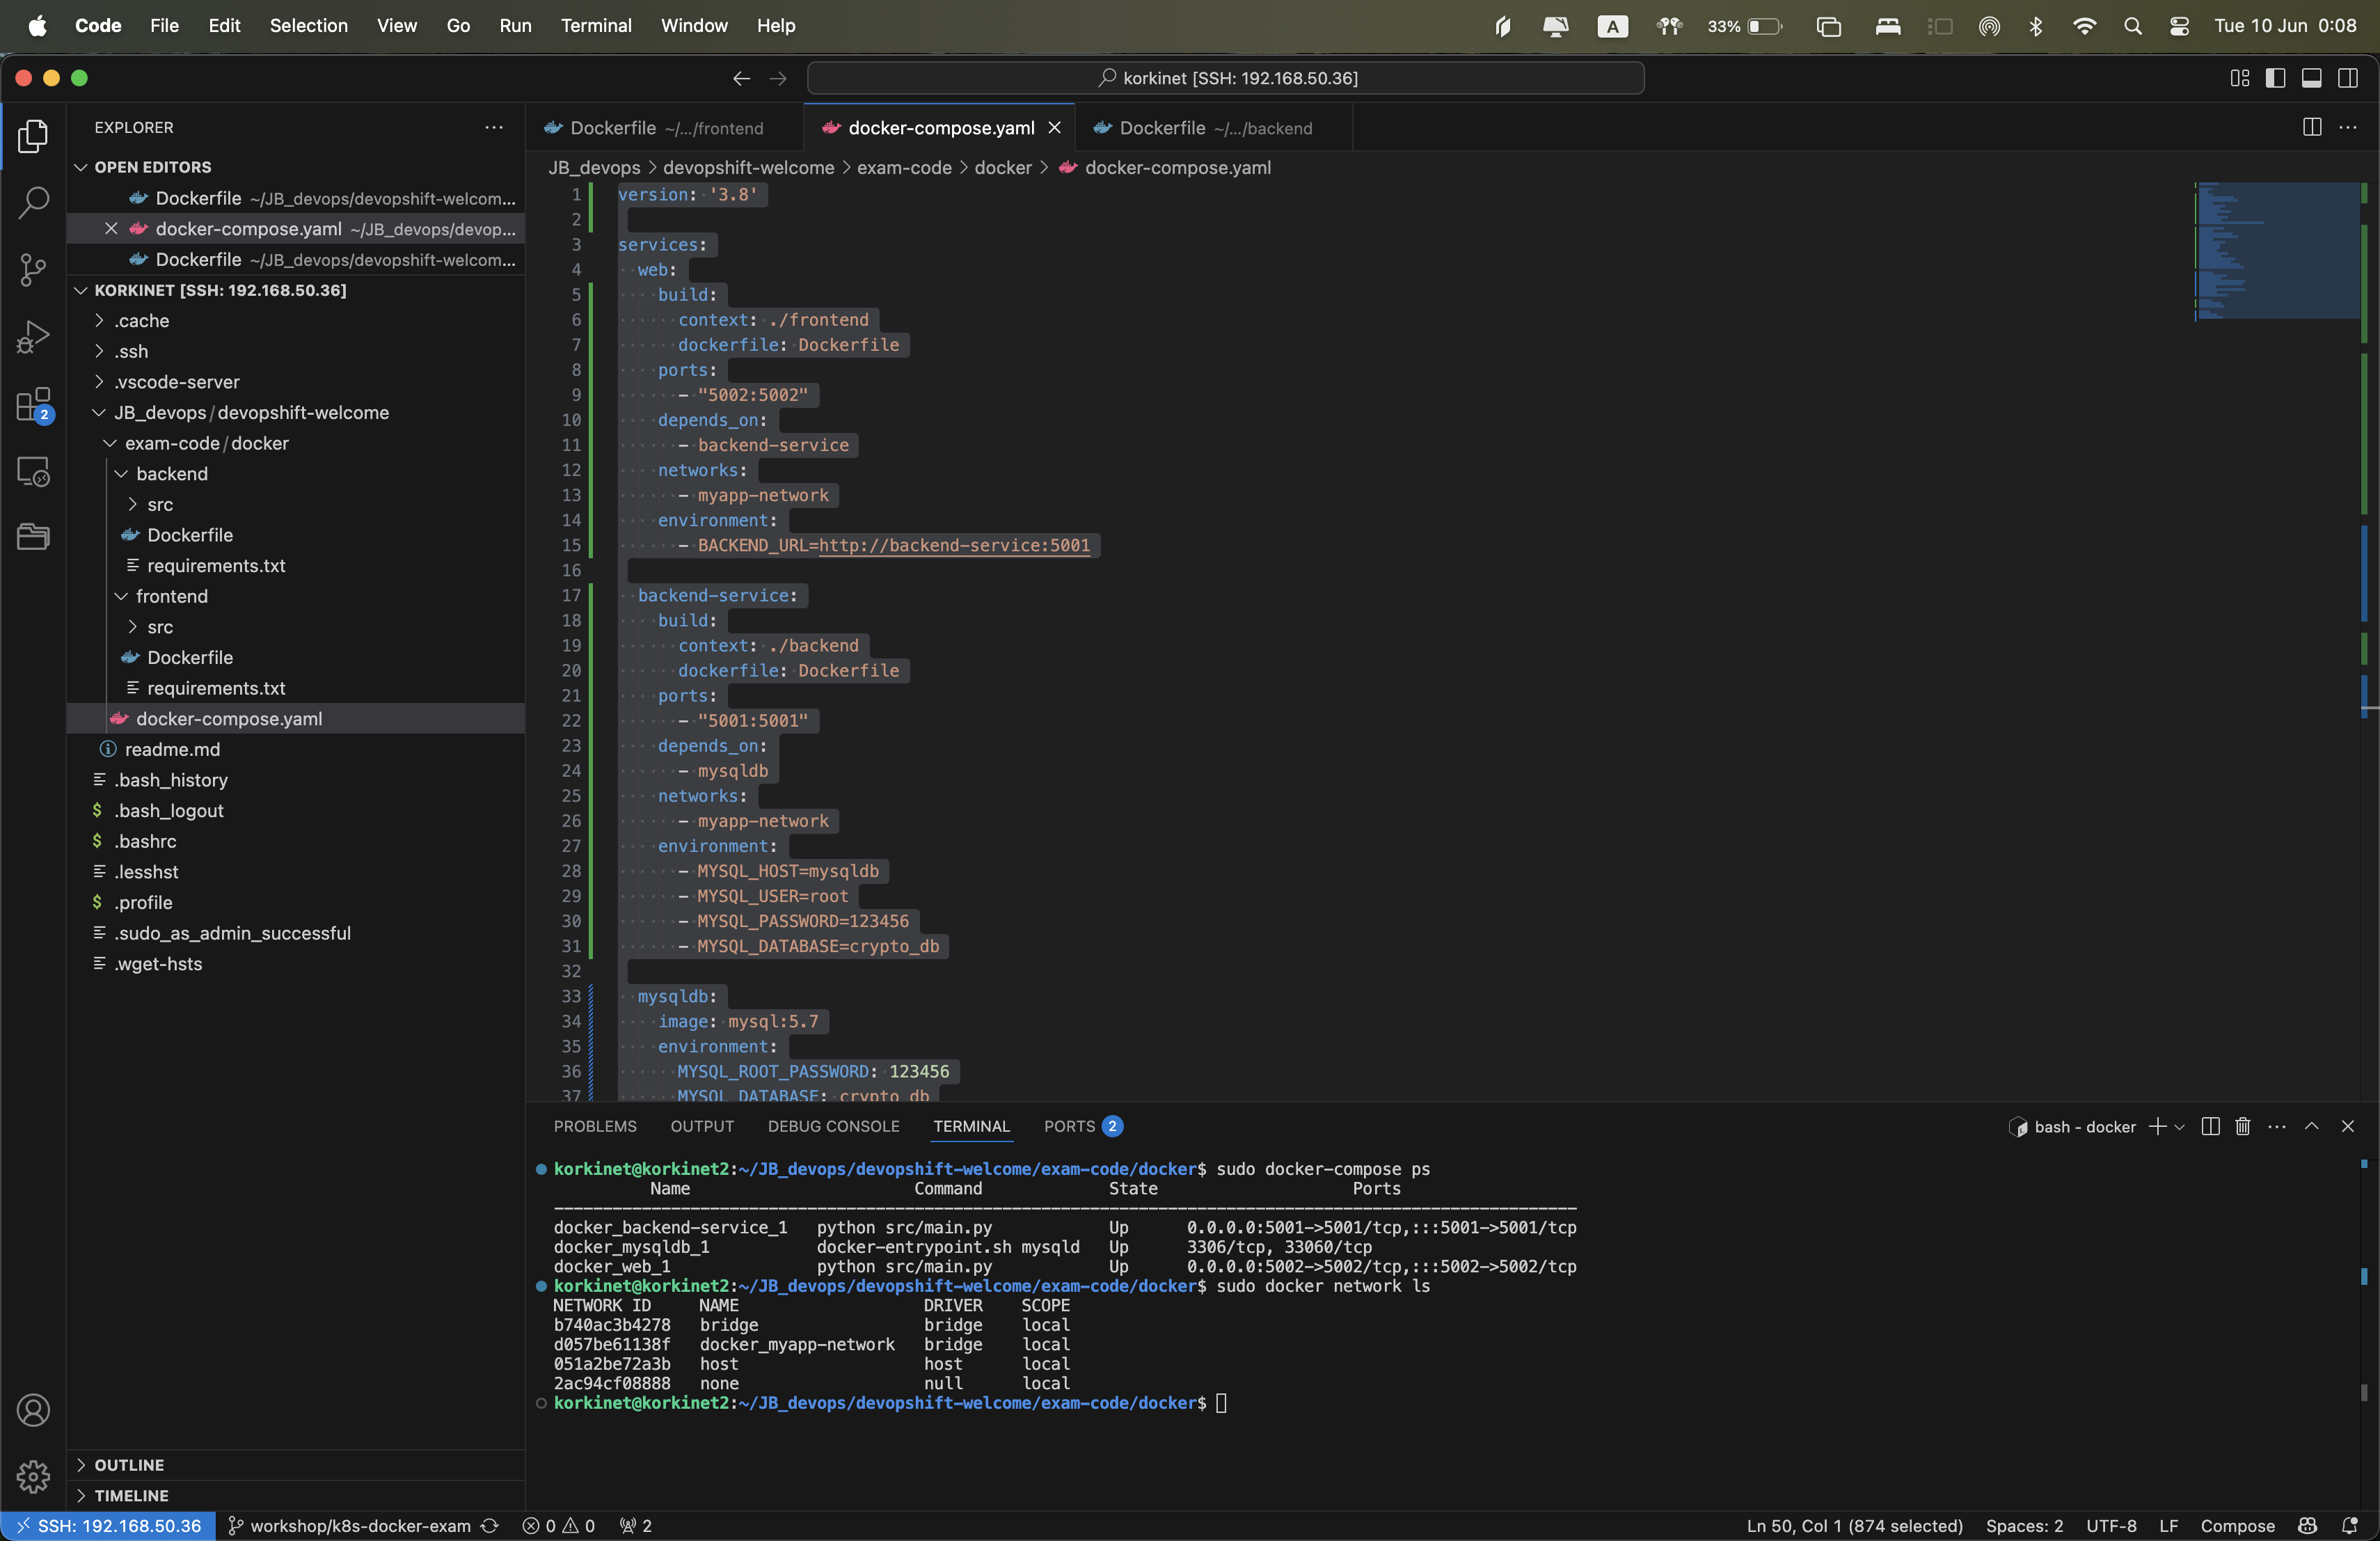 Code File Edit Selection View Go Run Terminal Window Help A 33% Tue 10 Jun 0:08
korkinet [SSH: 192.168.50.36]
EXPLORER
OPEN EDITORS
Dockerfile ~/JB_devops/devopshift-welcom...
docker-compose.yaml ~/JB_devops/devop...
Dockerfile ~/JB_devops/devopshift-welcom...
KORKINET [SSH: 192.168.50.36]
.cache
.ssh
.vscode-server
JB_devops/devopshift-welcome
exam-code/docker
backend
src
Dockerfile
requirements.txt
frontend
src
Dockerfile
requirements.txt
docker-compose.yaml
readme.md
.bash_history
.bash_logout
.bashrc
.lesshst
.profile
.sudo_as_admin_successful
.wget-hsts
OUTLINE
TIMELINE
2
Dockerfile ~/.../frontend docker-compose.yaml Dockerfile ~/.../backend
JB_devops > devopshift-welcome > exam-code > docker > docker-compose.yaml
1 version: '3.8'
2
3 services:
4 web:
5 build:
6 context: ./frontend
7 dockerfile: Dockerfile
8 ports:
9 - "5002:5002"
10 depends_on:
11 - backend-service
12 networks:
13 - myapp-network
14 environment:
15 - BACKEND_URL=http://backend-service:5001
16
17 backend-service:
18 build:
19 context: ./backend
20 dockerfile: Dockerfile
21 ports:
22 - "5001:5001"
23 depends_on:
24 - mysqldb
25 networks:
26 - myapp-network
27 environment:
28 - MYSQL_HOST=mysqldb
29 - MYSQL_USER=root
30 - MYSQL_PASSWORD=123456
31 - MYSQL_DATABASE=crypto_db
32
33 mysqldb:
34 image: mysql:5.7
35 environment:
36 MYSQL_ROOT_PASSWORD: 123456
37 MYSQL_DATABASE: crypto_db
PROBLEMS OUTPUT DEBUG CONSOLE TERMINAL PORTS 2 bash - docker
korkinet@korkinet2:~/JB_devops/devopshift-welcome/exam-code/docker$ sudo docker-compose ps
Name Command State Ports
--------------------------------------------------------------------------------------------------------
docker_backend-service_1 python src/main.py Up 0.0.0.0:5001->5001/tcp,:::5001->5001/tcp
docker_mysqldb_1 docker-entrypoint.sh mysqld Up 3306/tcp, 33060/tcp
docker_web_1 python src/main.py Up 0.0.0.0:5002->5002/tcp,:::5002->5002/tcp
korkinet@korkinet2:~/JB_devops/devopshift-welcome/exam-code/docker$ sudo docker network ls
NETWORK ID NAME DRIVER SCOPE
b740ac3b4278 bridge bridge local
d057be61138f docker_myapp-network bridge local
051a2be72a3b host host local
2ac94cf08888 none null local
korkinet@korkinet2:~/JB_devops/devopshift-welcome/exam-code/docker$
SSH: 192.168.50.36 workshop/k8s-docker-exam 0 0 2 Ln 50, Col 1 (874 selected) Spaces: 2 UTF-8 LF Compose